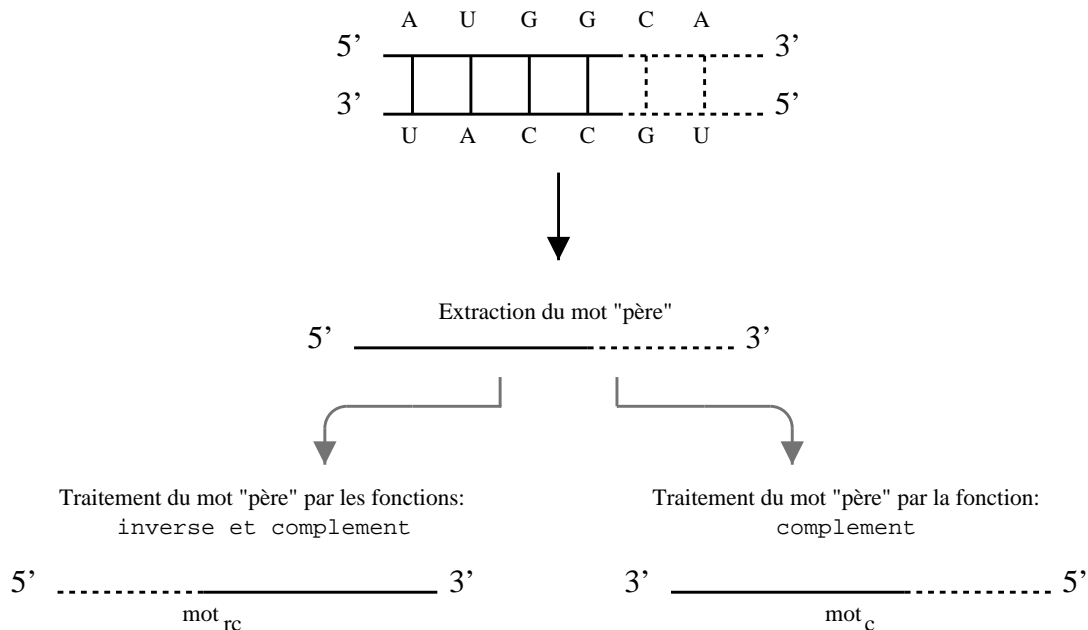 A U G G C A
5’ 3’
3’ 5’
U A C C G U
Extraction du mot "père"
5’ 3’
Traitement du mot "père" par les fonctions:
inverse et complement
Traitement du mot "père" par la fonction:
complement
5’ 3’
mot rc
3’ 5’
mot c